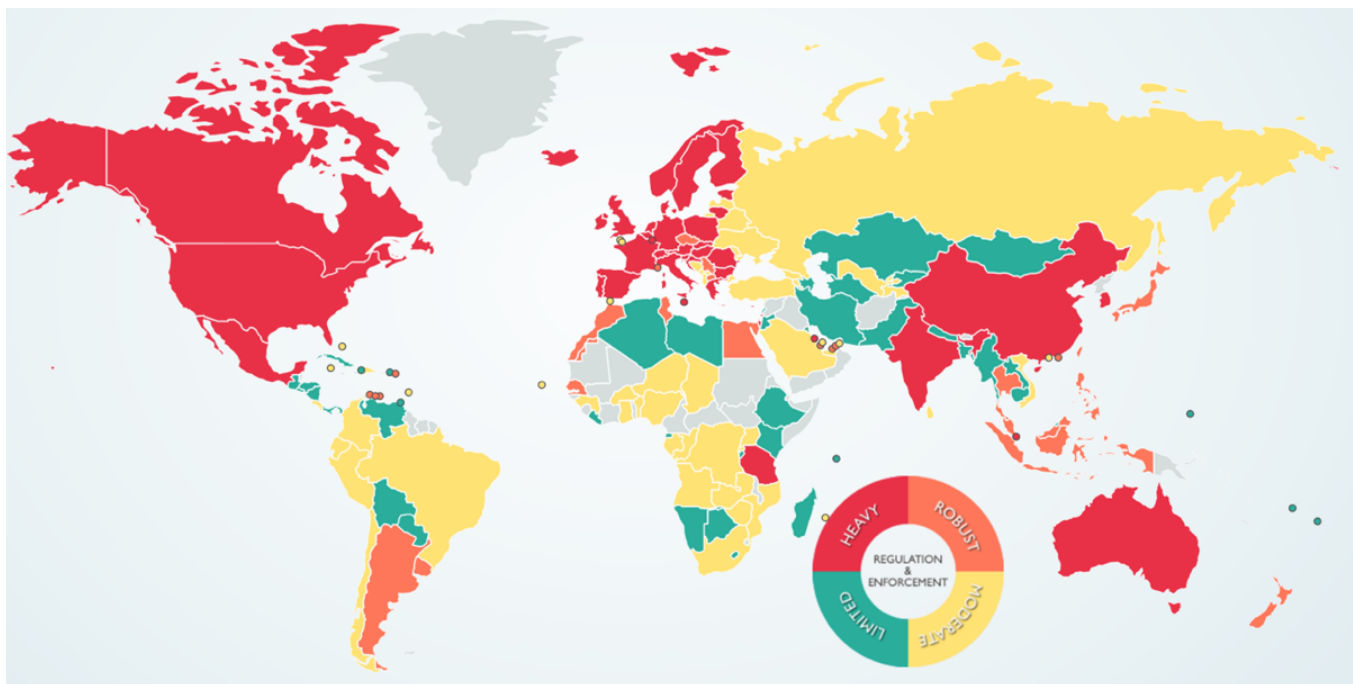 HEAVY
ROBUST
REGULATION
&
ENFORCEMENT
LIMITED
MODERATE